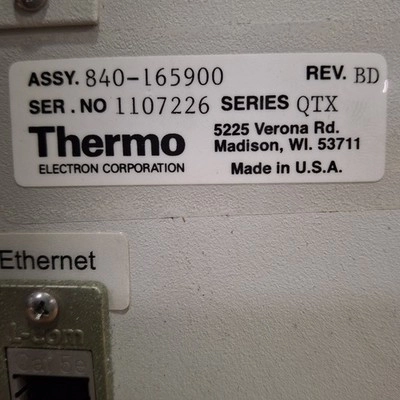 ASSY. 840-165900 REV. BD
SER. NO 1107226 SERIES QTX
Thermo
ELECTRON CORPORATION
5225 Verona Rd.
Madison, WI. 53711
Made in U.S.A.
Ethernet
L-com